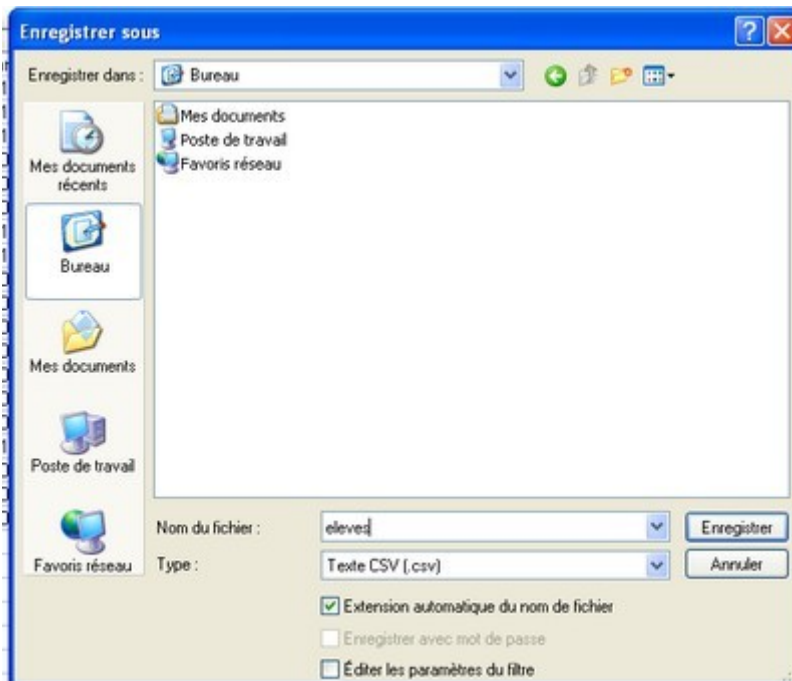 Enregistrer sous
Enregistrer dans :
Bureau
Mes documents
Poste de travail
Favoris réseau
Mes documents
récents
Bureau
Mes documents
Poste de travail
Favoris réseau
Nom du fichier :
eleves
Enregistrer
Type :
Texte CSV (.csv)
Annuler
Extension automatique du nom de fichier
Enregistrer avec mot de passe
Éditer les paramètres du filtre